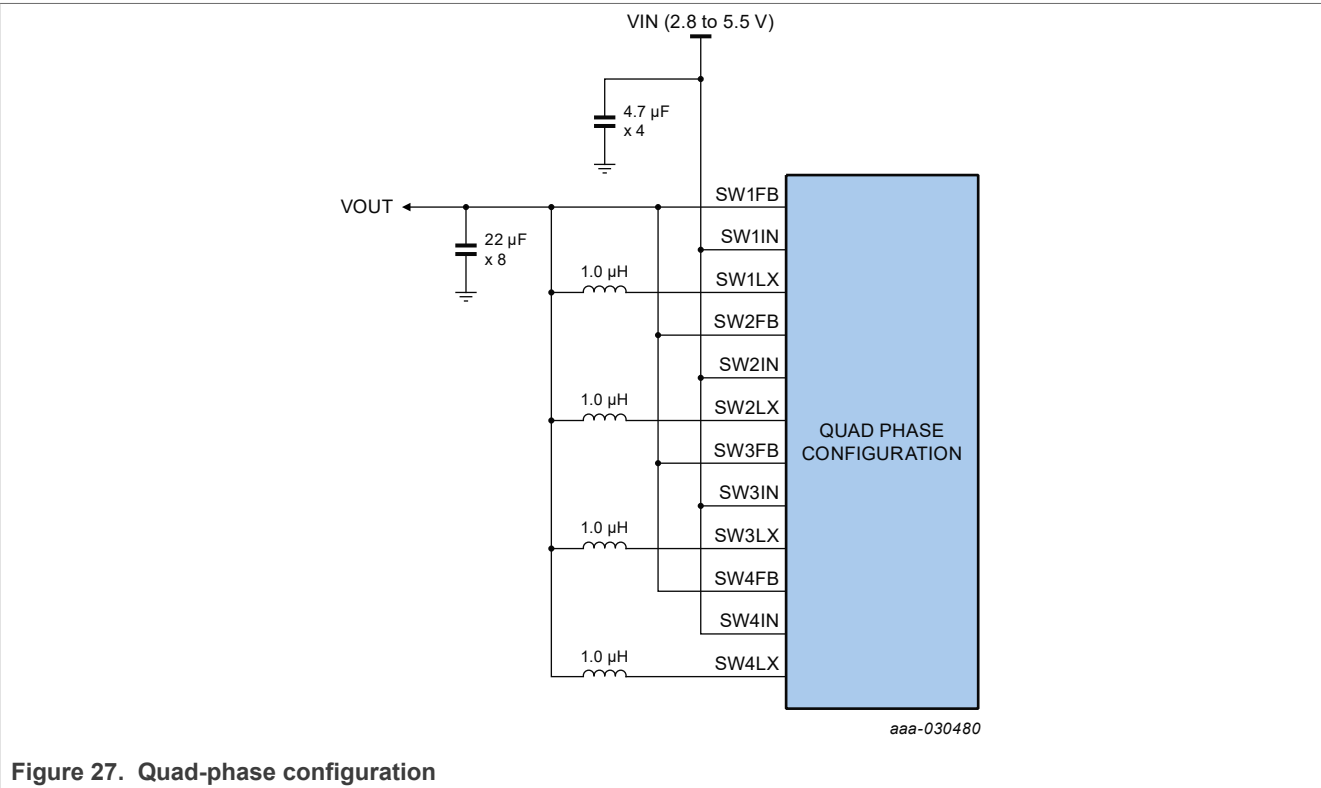 VIN (2.8 to 5.5 V)
4.7 µF
x 4
SW1FB
VOUT
SW1IN
22 µF
x 8
1.0 µH
SW1LX
SW2FB
SW2IN
1.0 µH
SW2LX
QUAD PHASE
CONFIGURATION
SW3FB
SW3IN
1.0 µH
SW3LX
SW4FB
SW4IN
1.0 µH
SW4LX
aaa-030480
Figure 27. Quad-phase configuration